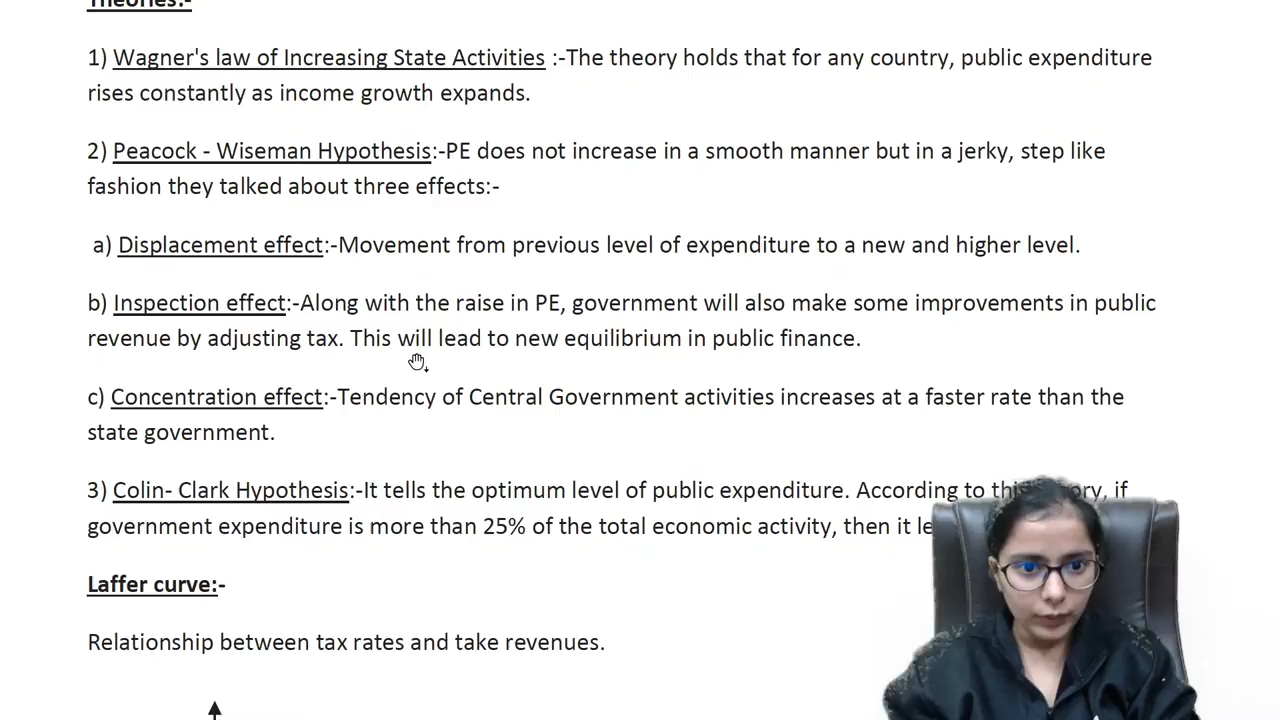 Theories:-
1) Wagner's law of Increasing State Activities :-The theory holds that for any country, public expenditure
rises constantly as income growth expands.
2) Peacock - Wiseman Hypothesis:-PE does not increase in a smooth manner but in a jerky, step like
fashion they talked about three effects:-
a) Displacement effect:-Movement from previous level of expenditure to a new and higher level.
b) Inspection effect:-Along with the raise in PE, government will also make some improvements in public
revenue by adjusting tax. This will lead to new equilibrium in public finance.
c) Concentration effect:-Tendency of Central Government activities increases at a faster rate than the
state government.
3) Colin- Clark Hypothesis:-It tells the optimum level of public expenditure. According to this theory, if
government expenditure is more than 25% of the total economic activity, then it
Laffer curve:-
Relationship between tax rates and take revenues.